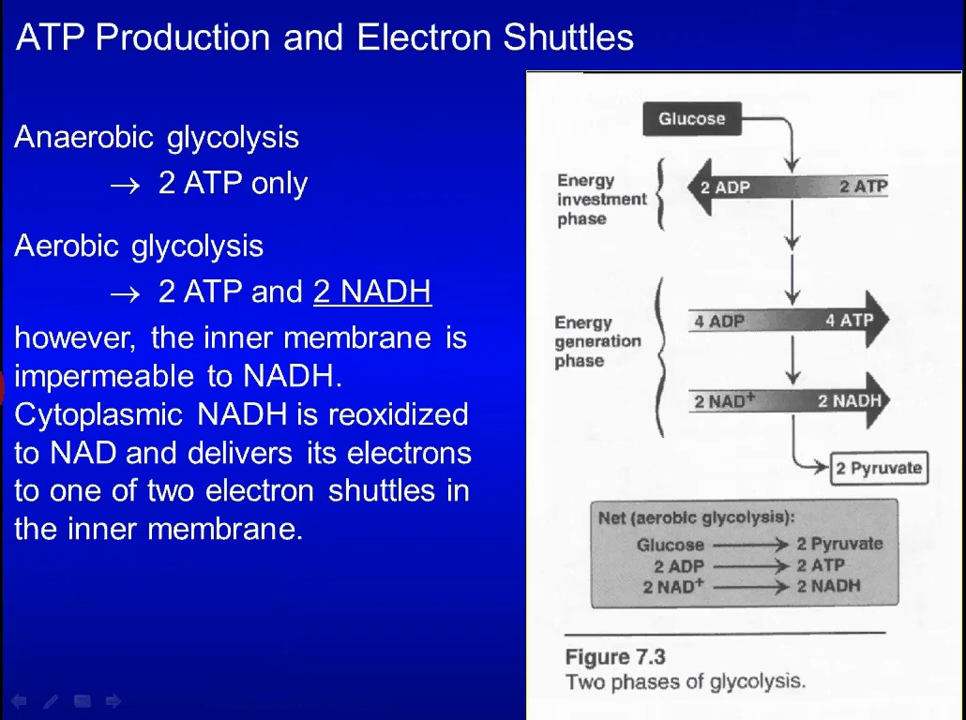 ATP Production and Electron Shuttles
Anaerobic glycolysis
→ 2 ATP only
Aerobic glycolysis
→ 2 ATP and 2 NADH
however, the inner membrane is
impermeable to NADH.
Cytoplasmic NADH is reoxidized
to NAD and delivers its electrons
to one of two electron shuttles in
the inner membrane.
Glucose
Energy
investment
phase
2 ADP 2 ATP
Energy
generation
phase
4 ADP 4 ATP
2 NAD⁺ 2 NADH
2 Pyruvate
Net (aerobic glycolysis):
Glucose → 2 Pyruvate
2 ADP → 2 ATP
2 NAD⁺ → 2 NADH
Figure 7.3
Two phases of glycolysis.